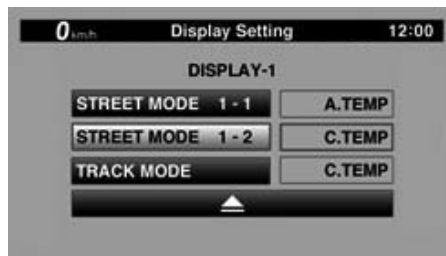 0 km/h Display Setting 12:00
DISPLAY-1
STREET MODE 1 - 1 A.TEMP
STREET MODE 1 - 2 C.TEMP
TRACK MODE C.TEMP